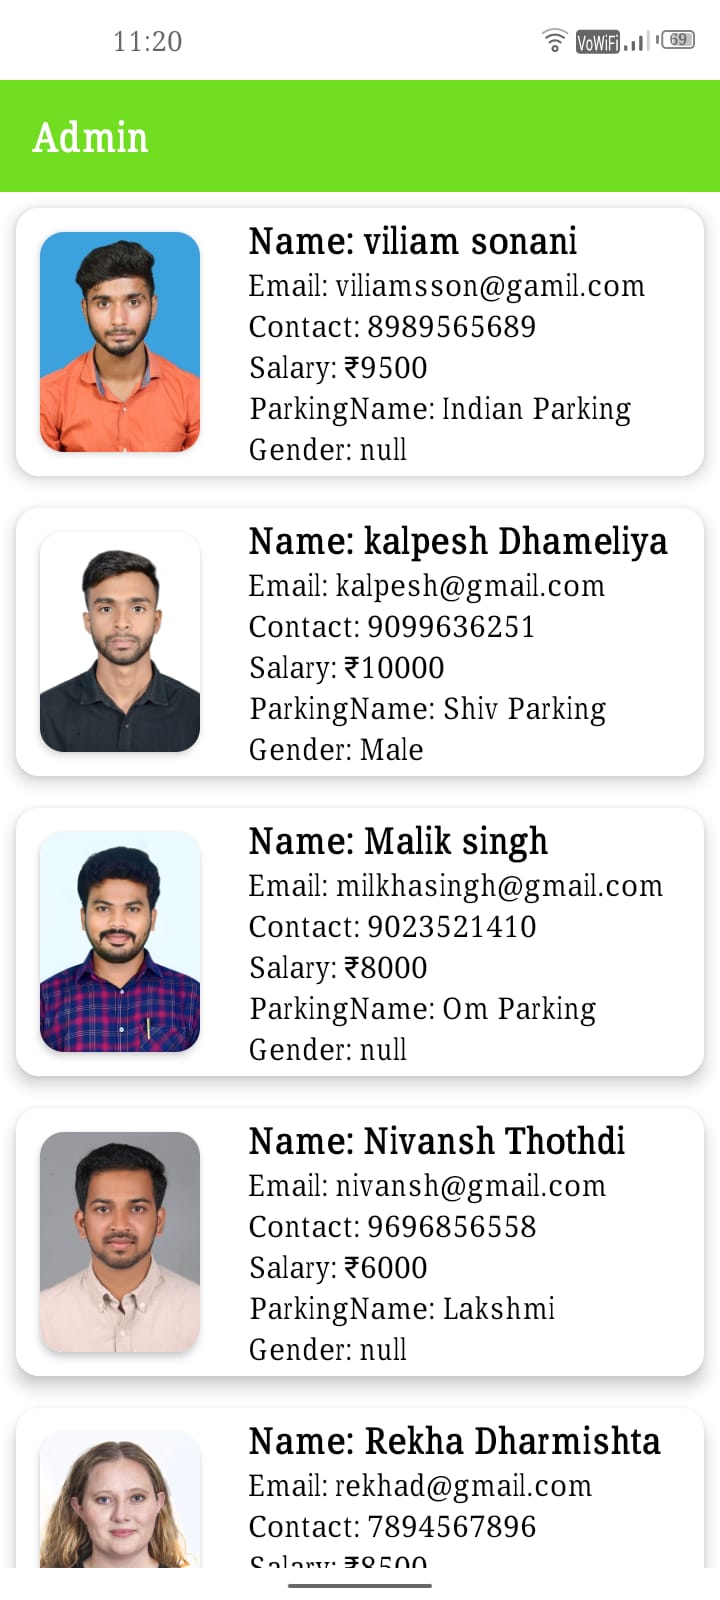 11:20
VoWiFi
69
Admin
Name: viliam sonani
Email: viliamsson@gamil.com
Contact: 8989565689
Salary: ₹9500
ParkingName: Indian Parking
Gender: null
Name: kalpesh Dhameliya
Email: kalpesh@gmail.com
Contact: 9099636251
Salary: ₹10000
ParkingName: Shiv Parking
Gender: Male
Name: Malik singh
Email: milkhasingh@gmail.com
Contact: 9023521410
Salary: ₹8000
ParkingName: Om Parking
Gender: null
Name: Nivansh Thothdi
Email: nivansh@gmail.com
Contact: 9696856558
Salary: ₹6000
ParkingName: Lakshmi
Gender: null
Name: Rekha Dharmishta
Email: rekhad@gmail.com
Contact: 7894567896
Salary: ₹8500